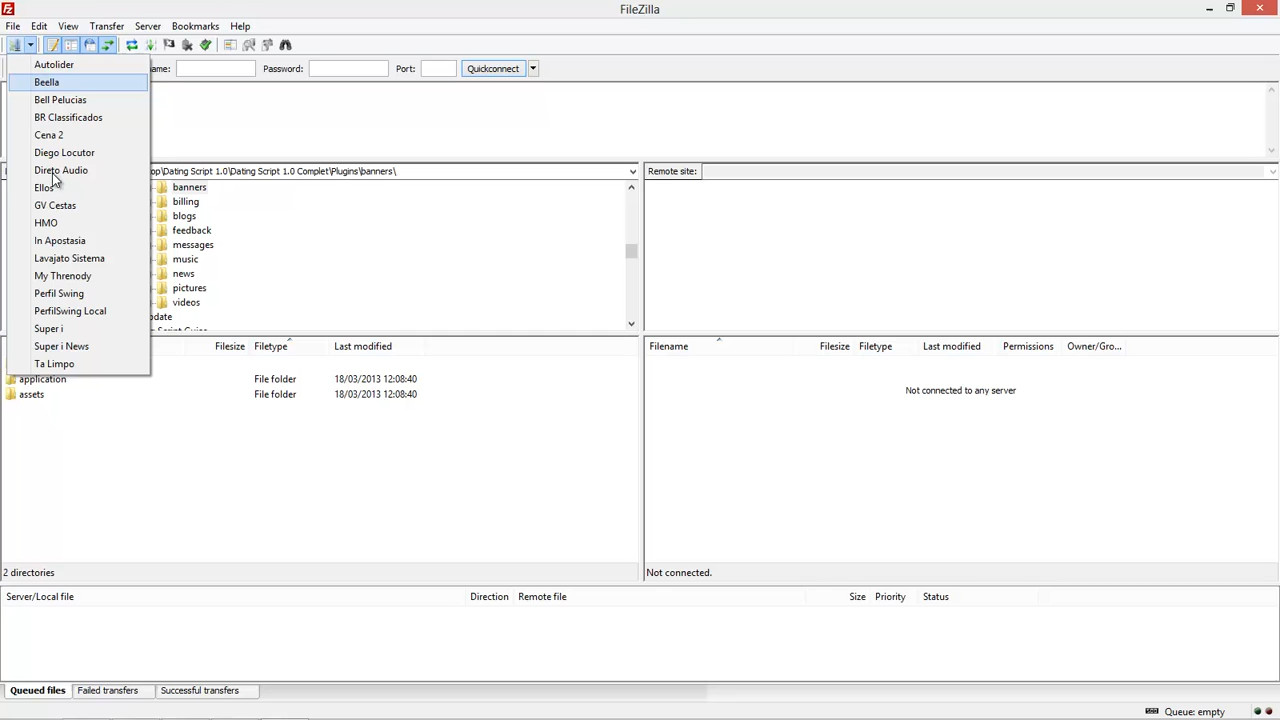 FileZilla
File Edit View Transfer Server Bookmarks Help
Autolider
Password: Port: Quickconnect
Beella
Bell Pelucias
BR Classificados
Cena 2
Diego Locutor
Direto Audio
Ellos
GV Cestas
HMO
In Apostasia
Lavajato Sistema
My Threnody
Perfil Swing
PerfilSwing Local
Super i
Super i News
Ta Limpo
op\Dating Script 1.0\Dating Script 1.0 Complet\Plugins\banners\
banners
billing
blogs
feedback
messages
music
news
pictures
videos
Remote site:
Filesize Filetype Last modified
application File folder 18/03/2013 12:08:40
assets File folder 18/03/2013 12:08:40
2 directories
Filename Filesize Filetype Last modified Permissions Owner/Gro...
Not connected to any server
Not connected.
Server/Local file Direction Remote file Size Priority Status
Queued files Failed transfers Successful transfers
Queue: empty